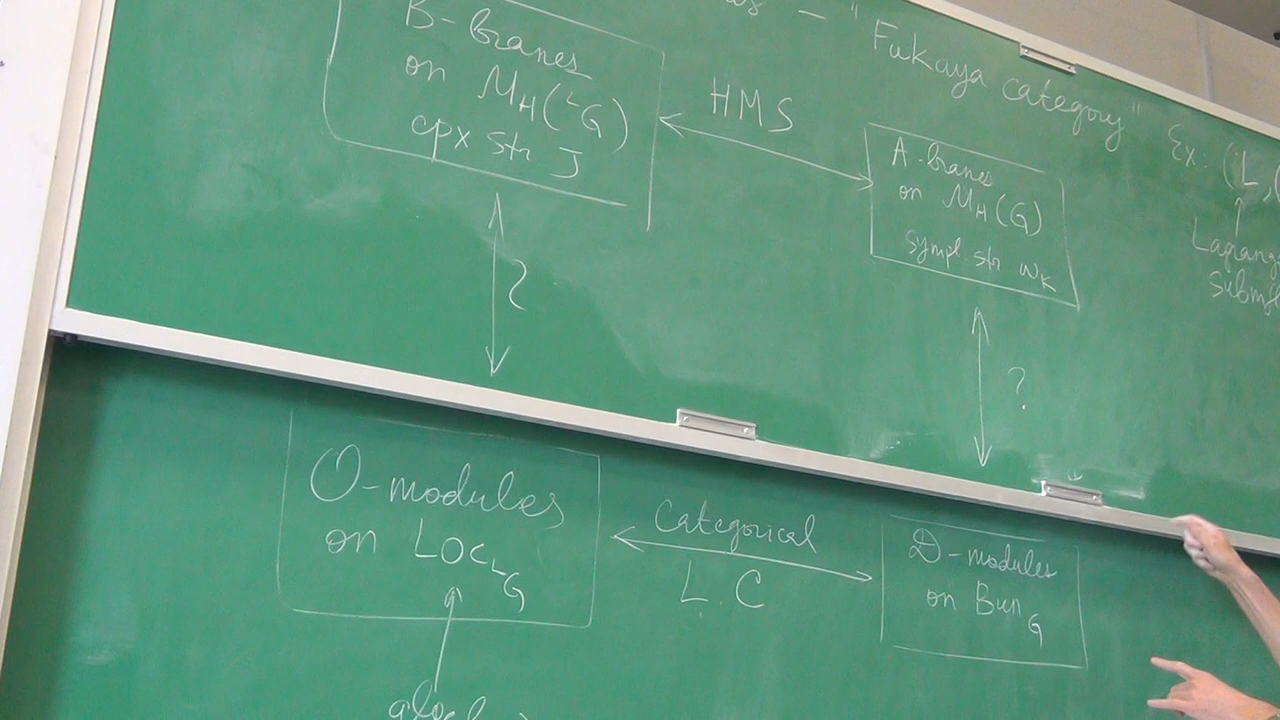 "Fukaya category"
B-branes
on M_H(^LG)
cpx str J
HMS
A-branes
on M_H(G)
sympl. str ω_K
Ex.: (L,
?
O-modules
on Loc_{^LG}
Categorical
L.C
D-modules
on Bun_G